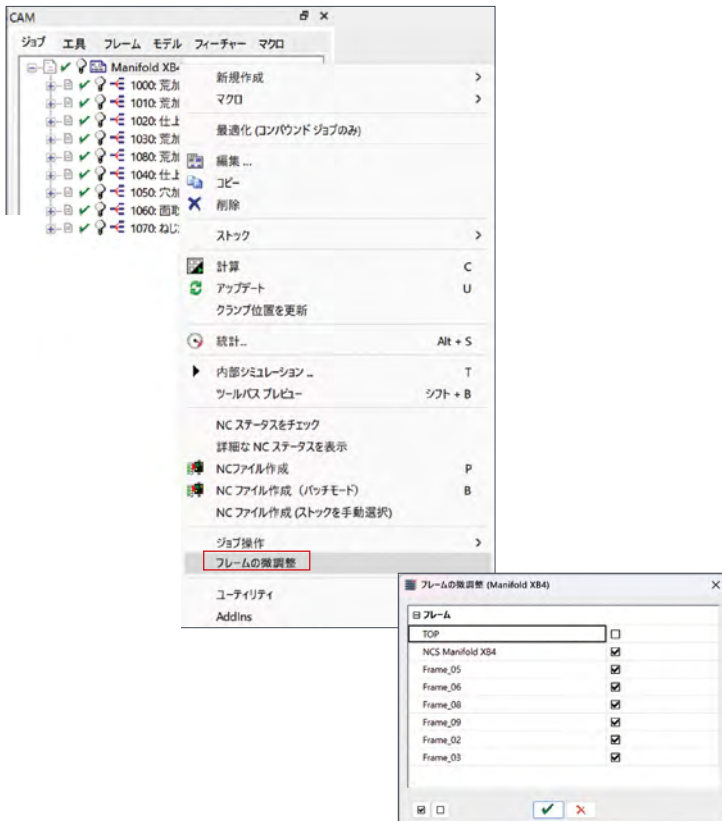 CAM
ジョブ 工具 フレーム モデル フィーチャー マクロ
Manifold XB4
1000: 荒加
1010: 荒加
1020: 仕上
1030: 荒加
1080: 荒加
1040: 仕上
1050: 穴加
1060: 面取
1070: ねじ
新規作成
マクロ
最適化 (コンパウンド ジョブのみ)
編集 ...
コピー
削除
ストック
計算 C
アップデート U
クランプ位置を更新
統計... Alt + S
内部シミュレーション ... T
ツールパス プレビュー シフト + B
NC ステータスをチェック
詳細な NC ステータスを表示
NCファイル作成 P
NC ファイル作成（バッチモード） B
NC ファイル作成 (ストックを手動選択)
ジョブ操作
フレームの微調整
ユーティリティ
AddIns
フレームの微調整 (Manifold XB4)
フレーム
TOP
NCS Manifold XB4
Frame_05
Frame_06
Frame_08
Frame_09
Frame_02
Frame_03